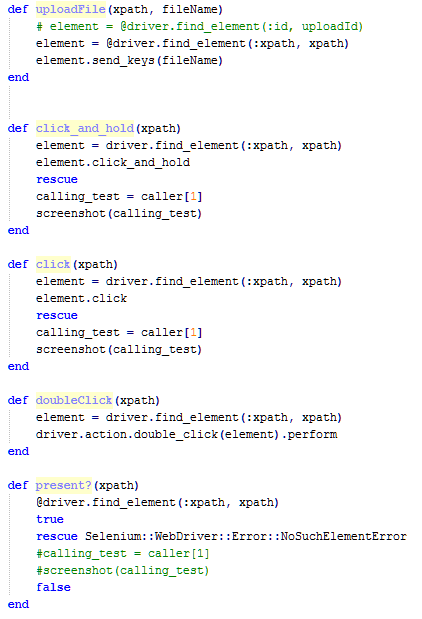 def uploadFile(xpath, fileName)
    # element = @driver.find_element(:id, uploadId)
    element = @driver.find_element(:xpath, xpath)
    element.send_keys(fileName)
end
def click_and_hold(xpath)
    element = driver.find_element(:xpath, xpath)
    element.click_and_hold
    rescue
    calling_test = caller[1]
    screenshot(calling_test)
end
def click(xpath)
    element = driver.find_element(:xpath, xpath)
    element.click
    rescue
    calling_test = caller[1]
    screenshot(calling_test)
end
def doubleClick(xpath)
    element = driver.find_element(:xpath, xpath)
    driver.action.double_click(element).perform
end
def present?(xpath)
    @driver.find_element(:xpath, xpath)
    true
    rescue Selenium::WebDriver::Error::NoSuchElementError
    #calling_test = caller[1]
    #screenshot(calling_test)
    false
end